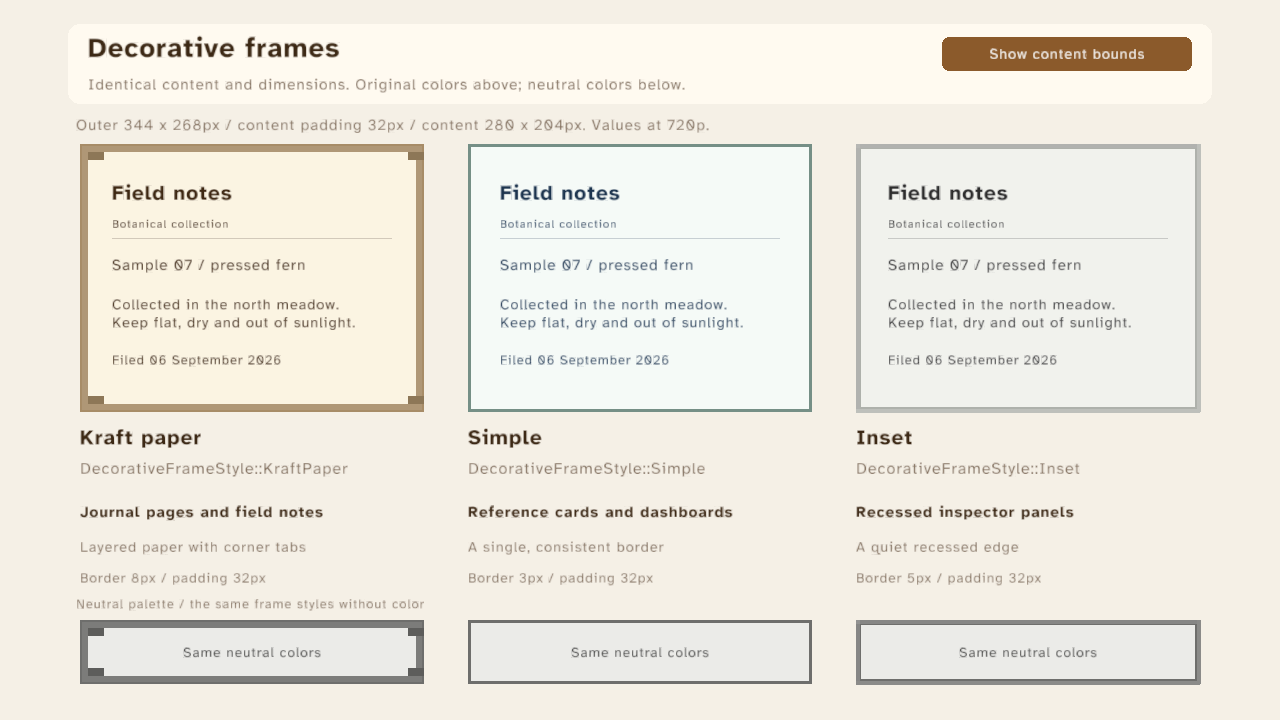 Decorative frames
Show content bounds
Identical content and dimensions. Original colors above; neutral colors below.
Outer 344 x 268px / content padding 32px / content 280 x 204px. Values at 720p.
Field notes
Botanical collection
Sample 07 / pressed fern
Collected in the north meadow.
Keep flat, dry and out of sunlight.
Filed 06 September 2026
Field notes
Botanical collection
Sample 07 / pressed fern
Collected in the north meadow.
Keep flat, dry and out of sunlight.
Filed 06 September 2026
Field notes
Botanical collection
Sample 07 / pressed fern
Collected in the north meadow.
Keep flat, dry and out of sunlight.
Filed 06 September 2026
Kraft paper
DecorativeFrameStyle::KraftPaper
Journal pages and field notes
Layered paper with corner tabs
Border 8px / padding 32px
Simple
DecorativeFrameStyle::Simple
Reference cards and dashboards
A single, consistent border
Border 3px / padding 32px
Inset
DecorativeFrameStyle::Inset
Recessed inspector panels
A quiet recessed edge
Border 5px / padding 32px
Neutral palette / the same frame styles without color
Same neutral colors
Same neutral colors
Same neutral colors